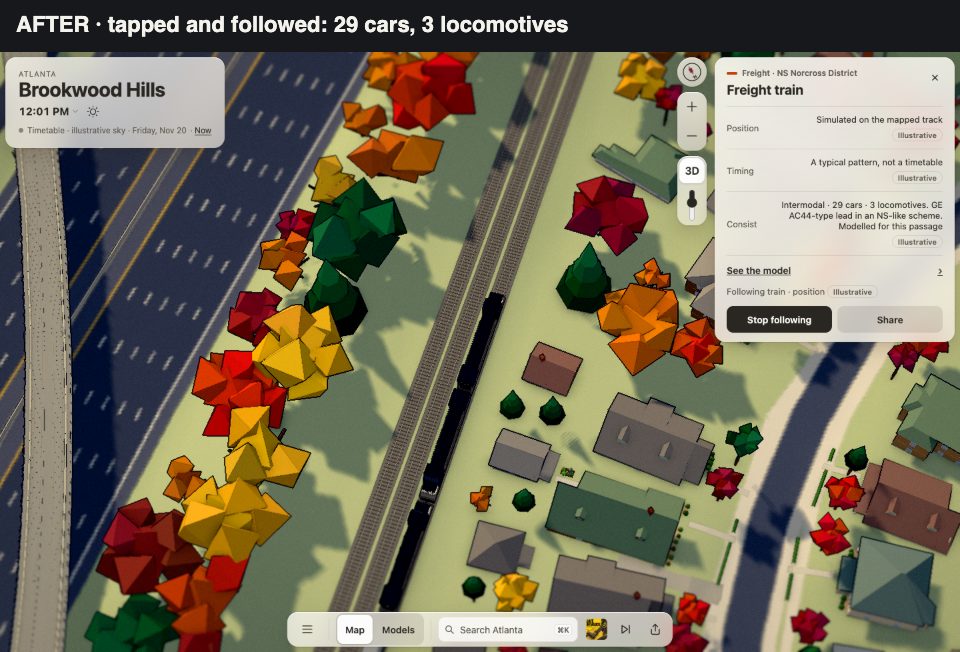 AFTER · tapped and followed: 29 cars, 3 locomotives
ATLANTA
Brookwood Hills
12:01 PM
Timetable · illustrative sky · Friday, Nov 20 · Now
3D
Freight · NS Norcross District
Freight train
Position
Simulated on the mapped track
Illustrative
Timing
A typical pattern, not a timetable
Illustrative
Consist
Intermodal · 29 cars · 3 locomotives. GE
AC44-type lead in an NS-like scheme.
Modelled for this passage
Illustrative
See the model
Following train · position Illustrative
Stop following
Share
Map
Models
Search Atlanta
⌘K